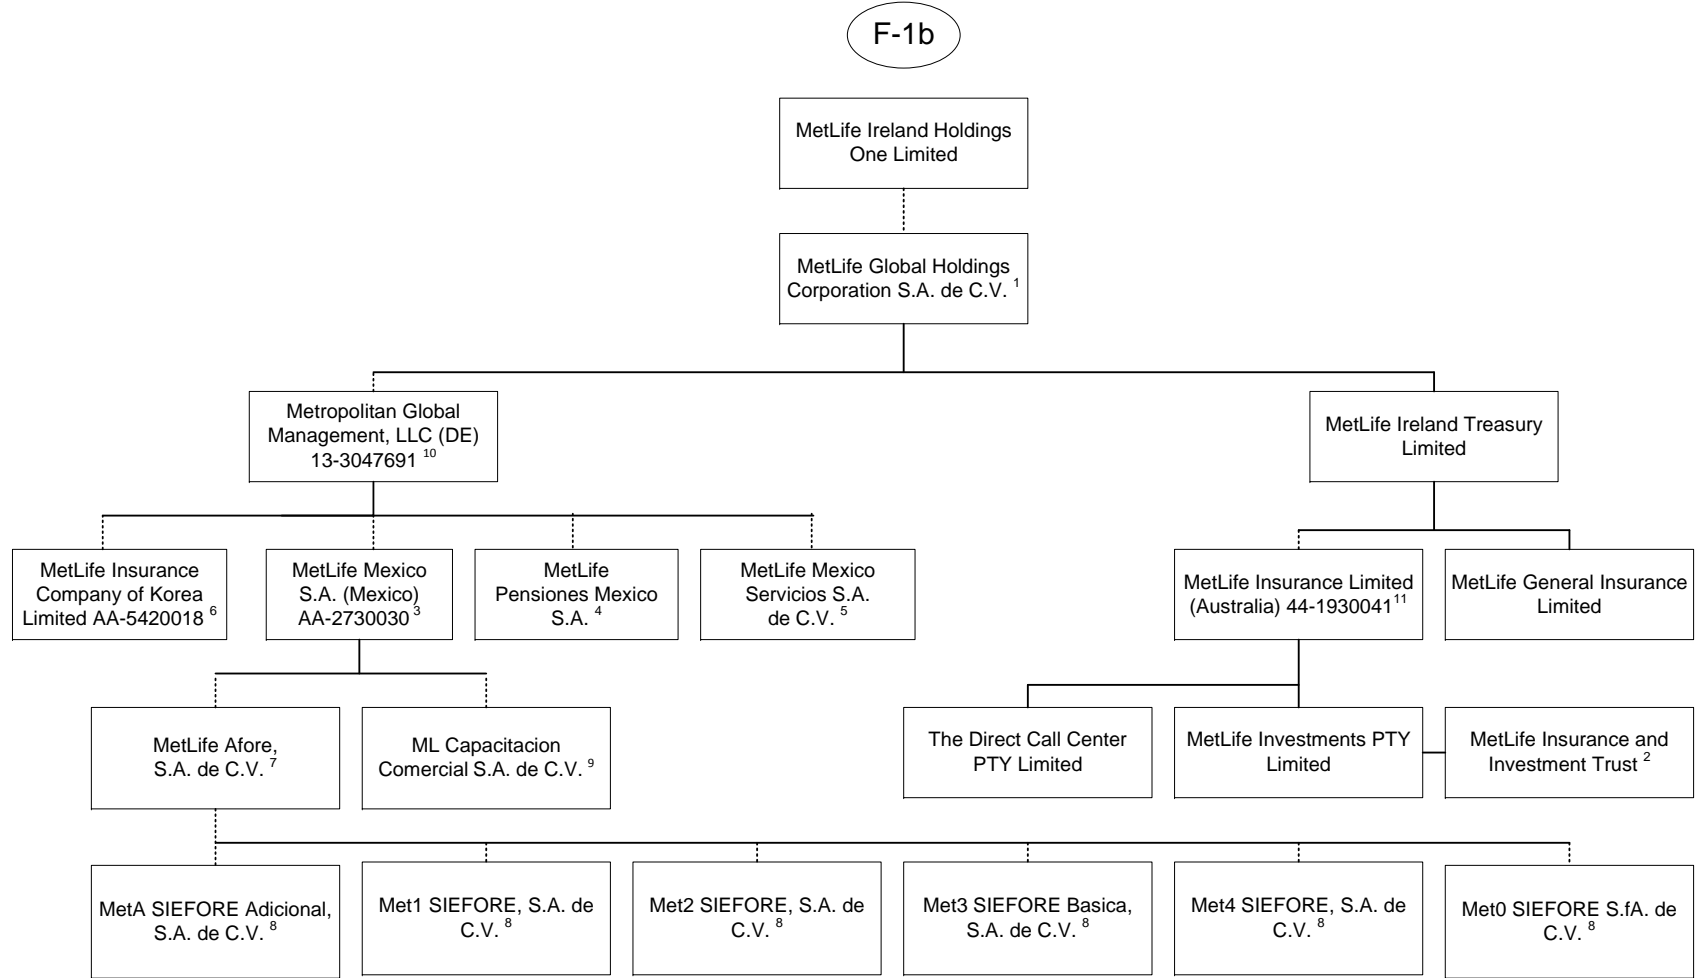 F-1b
MetLife Ireland Holdings
One Limited
MetLife Global Holdings
Corporation S.A. de C.V. 1
Metropolitan Global
Management, LLC (DE)
13-3047691 10
MetLife Ireland Treasury
Limited
MetLife Insurance
Company of Korea
Limited AA-5420018 6
MetLife Mexico
S.A. (Mexico)
AA-2730030 3
MetLife
Pensiones Mexico
S.A. 4
MetLife Mexico
Servicios S.A.
de C.V. 5
MetLife Insurance Limited
(Australia) 44-1930041 11
MetLife General Insurance
Limited
MetLife Afore,
S.A. de C.V. 7
ML Capacitacion
Comercial S.A. de C.V. 9
The Direct Call Center
PTY Limited
MetLife Investments PTY
Limited
MetLife Insurance and
Investment Trust 2
MetA SIEFORE Adicional,
S.A. de C.V. 8
Met1 SIEFORE, S.A. de
C.V. 8
Met2 SIEFORE, S.A. de
C.V. 8
Met3 SIEFORE Basica,
S.A. de C.V. 8
Met4 SIEFORE, S.A. de
C.V. 8
Met0 SIEFORE S.fA. de
C.V. 8